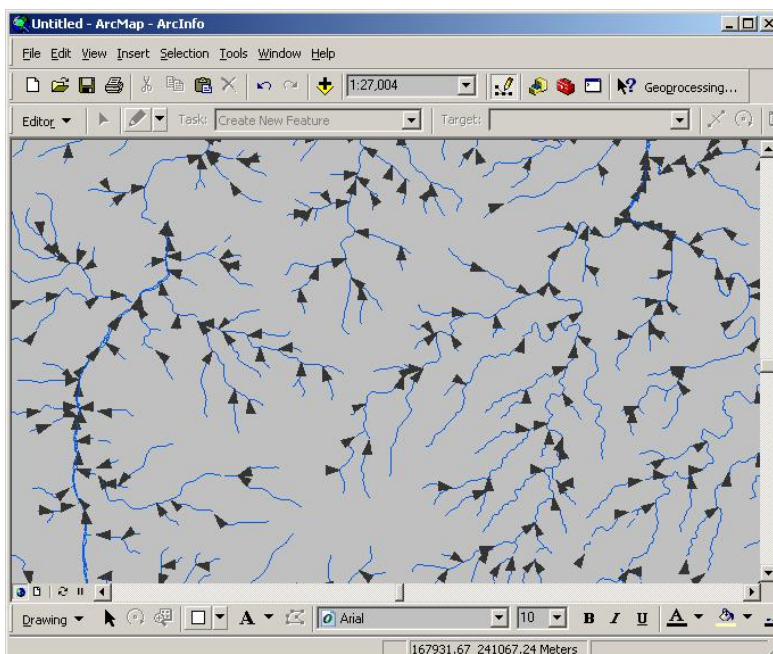 Untitled - ArcMap - ArcInfo
File Edit View Insert Selection Tools Window Help
1:27,004 Geoprocessing...
Editor Task: Create New Feature Target:
Drawing A Arial 10 B I U A
167931.67 241067.24 Meters